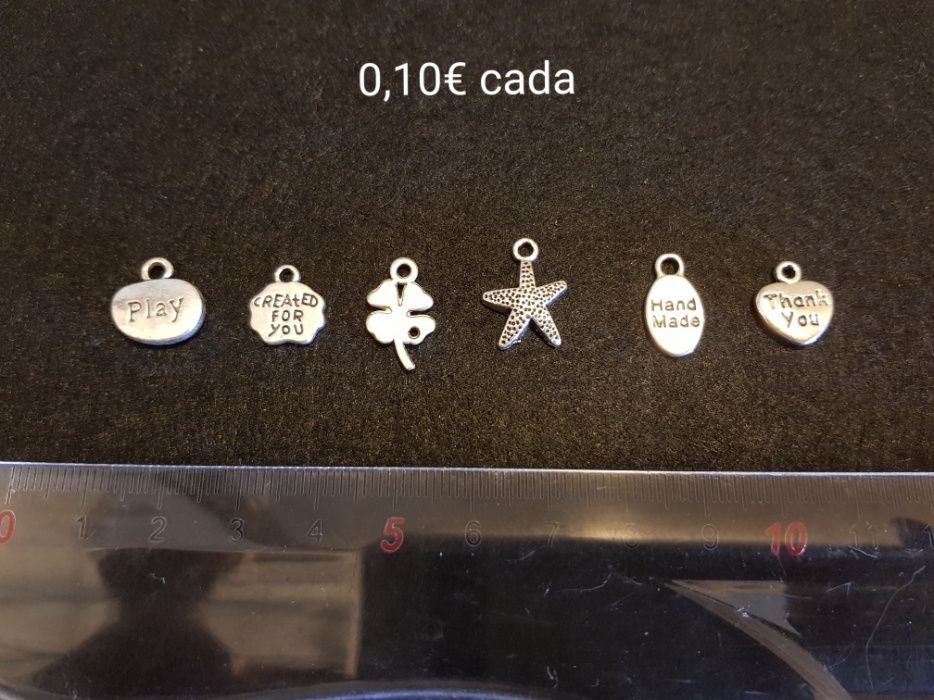 0,10€ cada
Play
CREAtED
FOR
YOU
Hand
Made
Thank
You
0 1 2 3 4 5 6 7 8 9 10 11